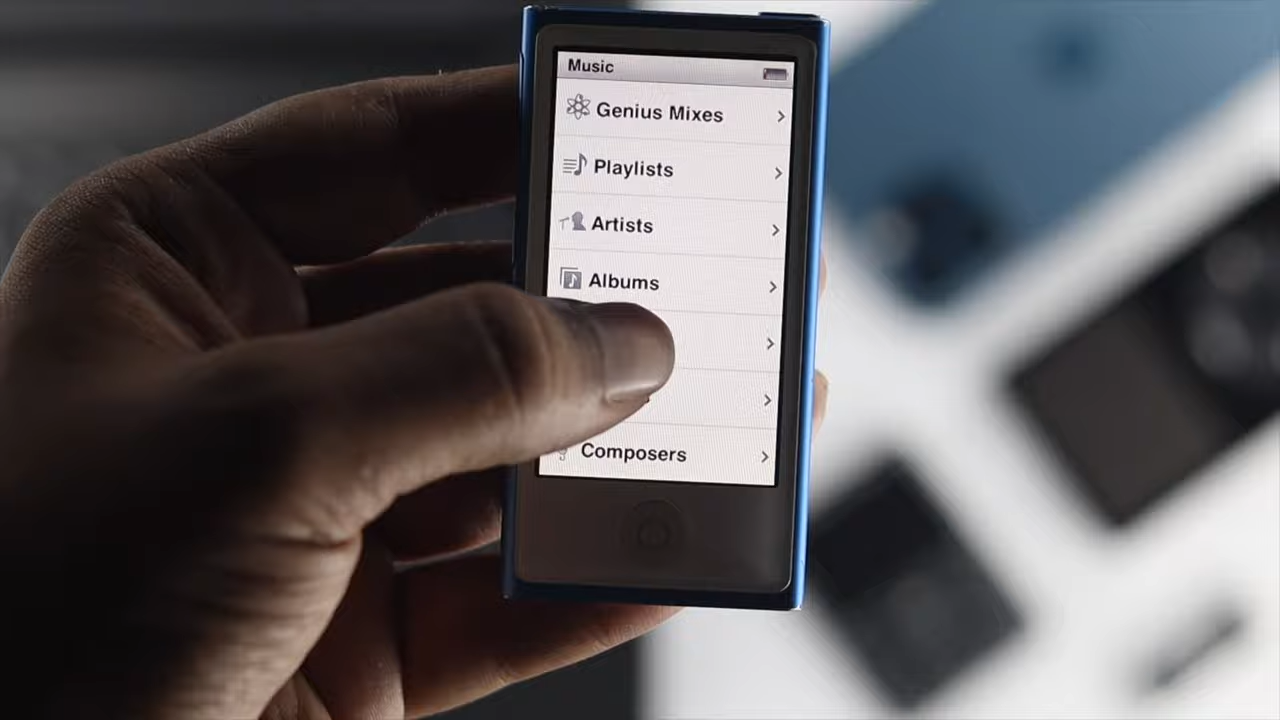 Music
Genius Mixes
Playlists
Artists
Albums
Composers